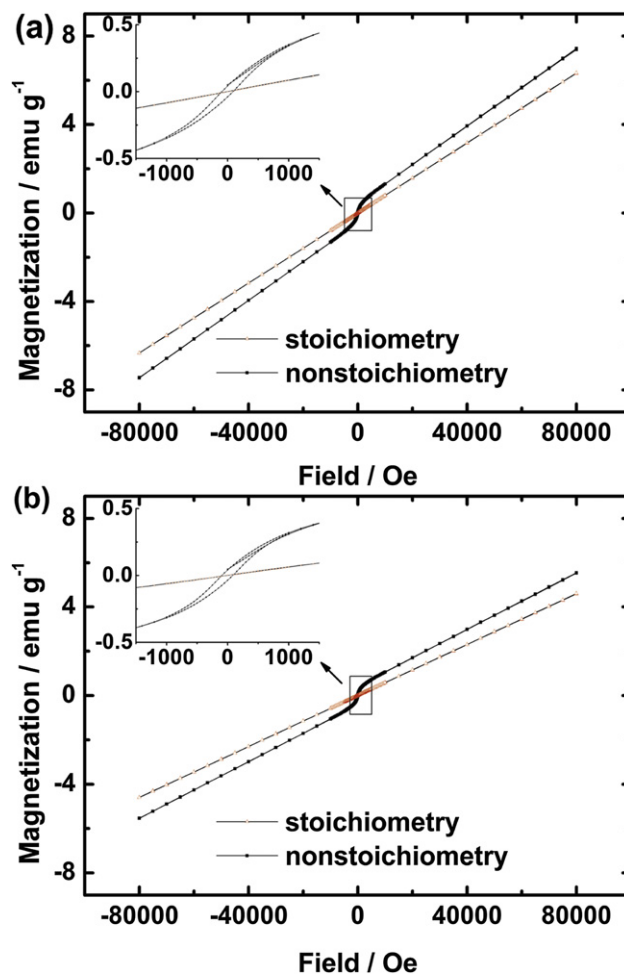 (a)
8
4
0
-4
-8
Magnetization / emu g-1
0.5
0.0
-0.5
-1000 0 1000
stoichiometry
nonstoichiometry
-80000 -40000 0 40000 80000
Field / Oe
(b)
8
4
0
-4
-8
Magnetization / emu g-1
0.5
0.0
-0.5
-1000 0 1000
stoichiometry
nonstoichiometry
-80000 -40000 0 40000 80000
Field / Oe